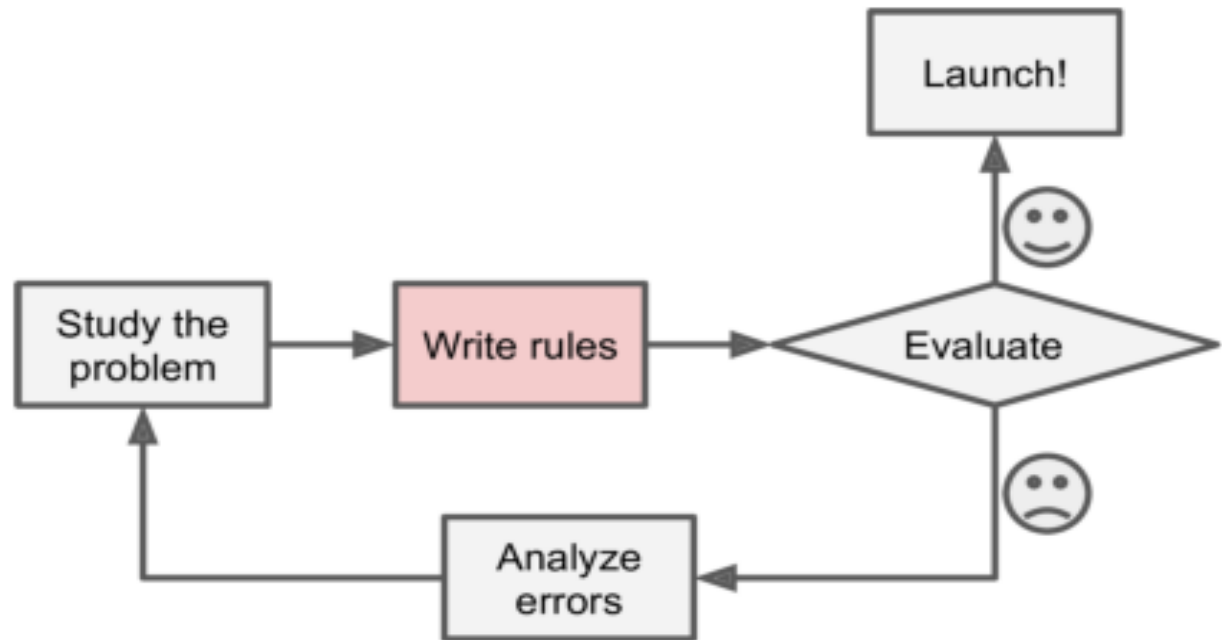 Launch!
Study the
problem
Write rules
Evaluate
Analyze
errors